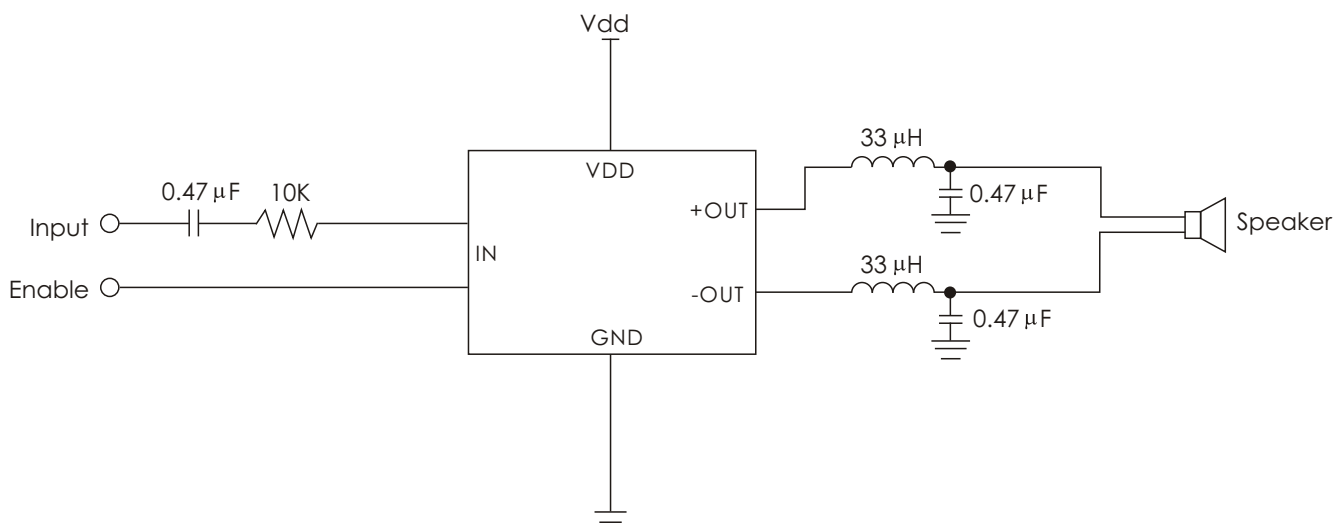 Vdd
VDD
Input
0.47 µF
10K
IN
Enable
+OUT
-OUT
GND
33 µH
0.47 µF
33 µH
0.47 µF
Speaker